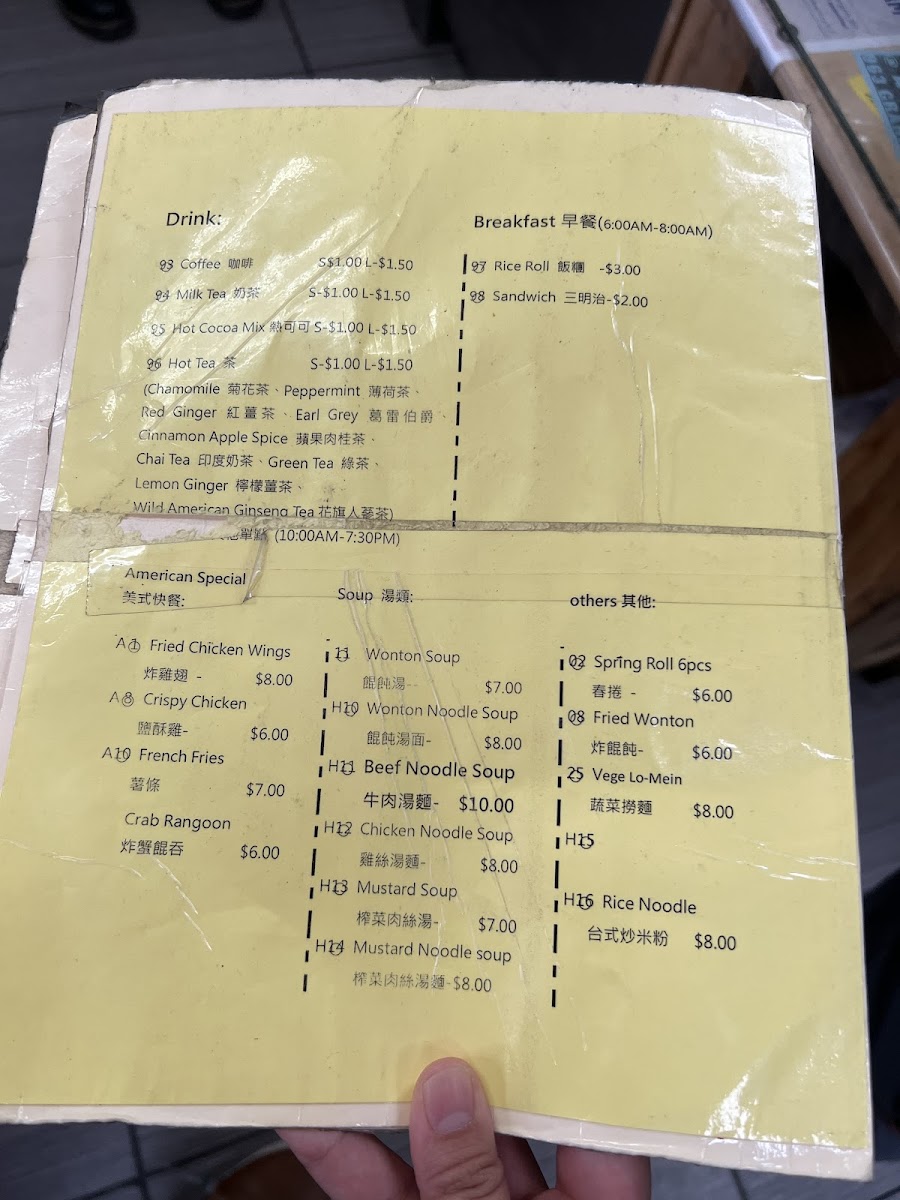 Drink:
93 Coffee 咖啡 S$1.00 L-$1.50
94 Milk Tea 奶茶 S-$1.00 L-$1.50
95 Hot Cocoa Mix 熱可可 S-$1.00 L-$1.50
96 Hot Tea 茶 S-$1.00 L-$1.50
(Chamomile 菊花茶、Peppermint 薄荷茶、
Red Ginger 紅薑茶、Earl Grey 葛雷伯爵、
Cinnamon Apple Spice 蘋果肉桂茶、
Chai Tea 印度奶茶、Green Tea 綠茶、
Lemon Ginger 檸檬薑茶、
Wild American Ginseng Tea 花旗人蔘茶)
Breakfast 早餐(6:00AM-8:00AM)
97 Rice Roll 飯糰 -$3.00
98 Sandwich 三明治-$2.00
單點 (10:00AM-7:30PM)
American Special
美式快餐:
A1 Fried Chicken Wings
炸雞翅 - $8.00
A8 Crispy Chicken
鹽酥雞- $6.00
A10 French Fries
薯條 $7.00
Crab Rangoon
炸蟹餛吞 $6.00
Soup 湯類:
11 Wonton Soup
餛飩湯-- $7.00
H10 Wonton Noodle Soup
餛飩湯面- $8.00
H11 Beef Noodle Soup
牛肉湯麵- $10.00
H12 Chicken Noodle Soup
雞絲湯麵- $8.00
H13 Mustard Soup
榨菜肉絲湯- $7.00
H14 Mustard Noodle soup
榨菜肉絲湯麵-$8.00
others 其他:
02 Spring Roll 6pcs
春捲 - $6.00
08 Fried Wonton
炸餛飩- $6.00
25 Vege Lo-Mein
蔬菜撈麵 $8.00
H15
H16 Rice Noodle
台式炒米粉 $8.00